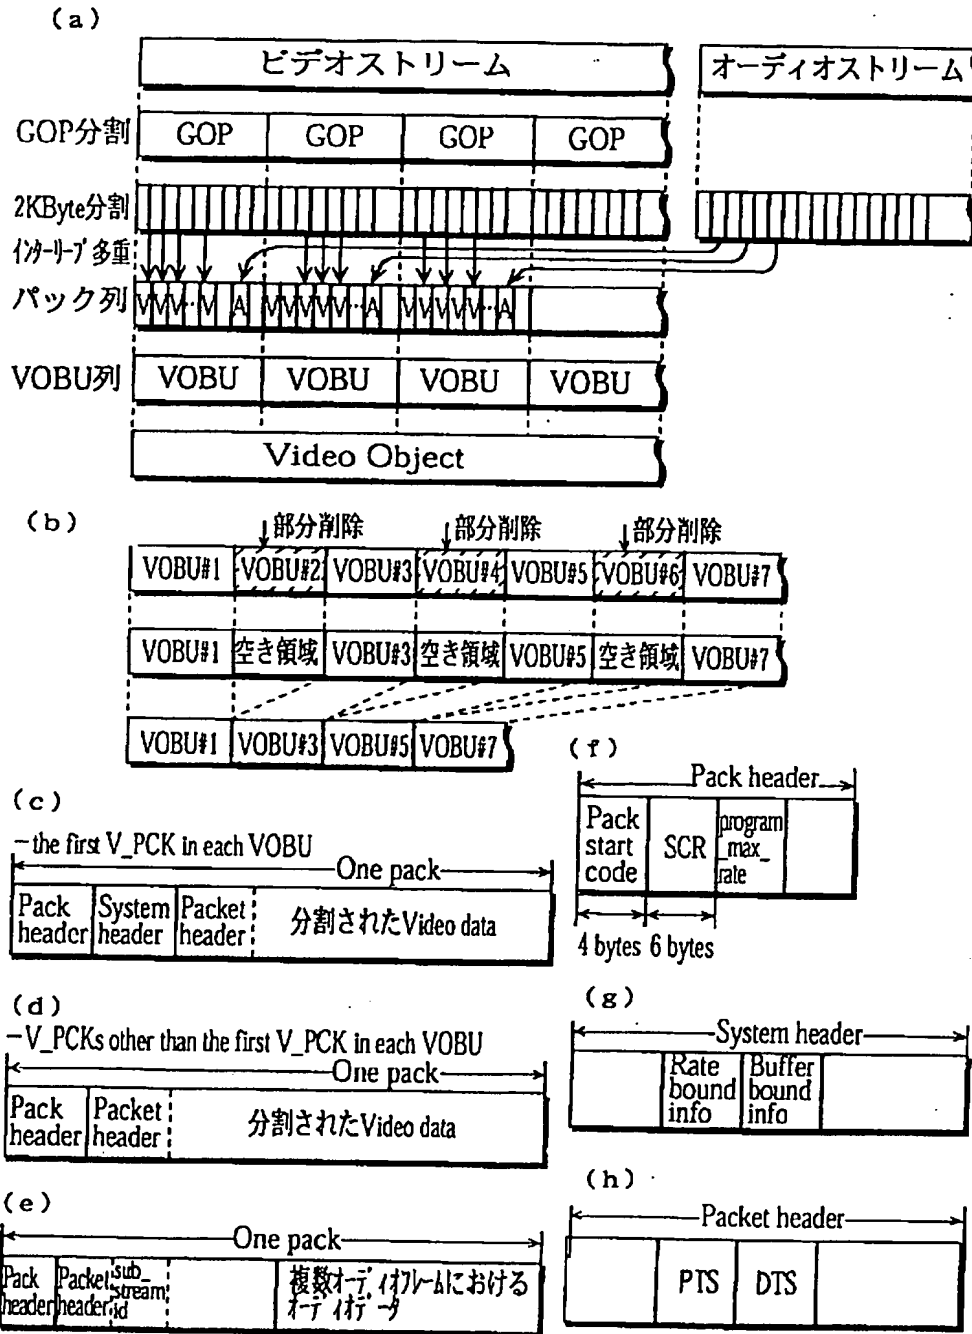 (a)
ビデオストリーム
オーディオストリーム
GOP分割
GOP GOP GOP GOP
2KByte分割
インターリーブ多重
パック列
V V V … V A V V V V V … A V V V V V … A
VOBU列
VOBU VOBU VOBU VOBU
Video Object
(b)
部分削除 部分削除 部分削除
VOBU#1 VOBU#2 VOBU#3 VOBU#4 VOBU#5 VOBU#6 VOBU#7
VOBU#1 空き領域 VOBU#3 空き領域 VOBU#5 空き領域 VOBU#7
VOBU#1 VOBU#3 VOBU#5 VOBU#7
(c)
-the first V_PCK in each VOBU
One pack
Pack
header
System
header
Packet
header
分割されたVideo data
(d)
-V_PCKs other than the first V_PCK in each VOBU
One pack
Pack
header
Packet
header
分割されたVideo data
(e)
One pack
Pack
header
Packet
header
sub_
stream
id
複数オーディオフレームにおける
オーディオデータ
(f)
Pack header
Pack
start
code
SCR
program
_max_
rate
4 bytes 6 bytes
(g)
System header
Rate
bound
info
Buffer
bound
info
(h)
Packet header
PTS DTS